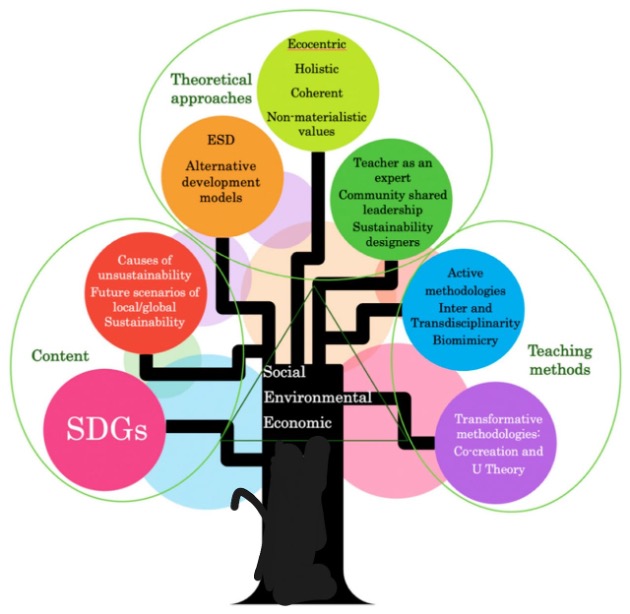 Theoretical
approaches
Ecocentric
Holistic
Coherent
Non-materialistic
values
ESD
Alternative
development
models
Teacher as an
expert
Community shared
leadership
Sustainability
designers
Content
Causes of
unsustainability
Future scenarios of
local/global
Sustainability
SDGs
Teaching
methods
Active
methodologies
Inter and
Transdisciplinarity
Biomimicry
Transformative
methodologies:
Co-creation and
U Theory
Social
Environmental
Economic